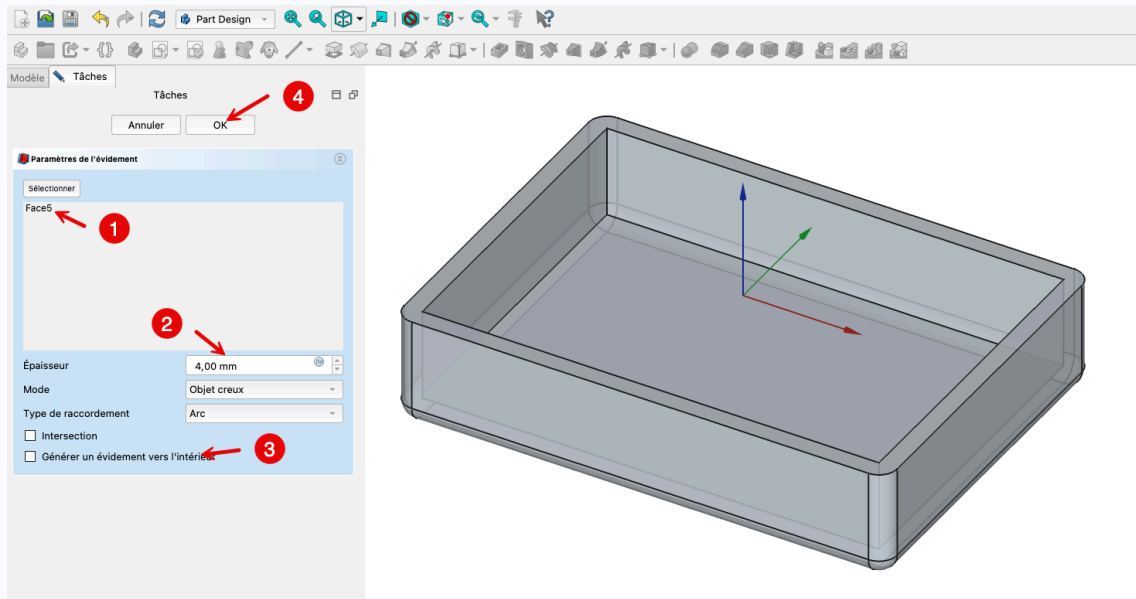 Part Design
Modèle
Tâches
Tâches
4
Annuler
OK
Paramètres de l'évidement
Sélectionner
Face5
1
2
Épaisseur
4,00 mm
Mode
Objet creux
Type de raccordement
Arc
Intersection
Générer un évidement vers l'intérieur
3